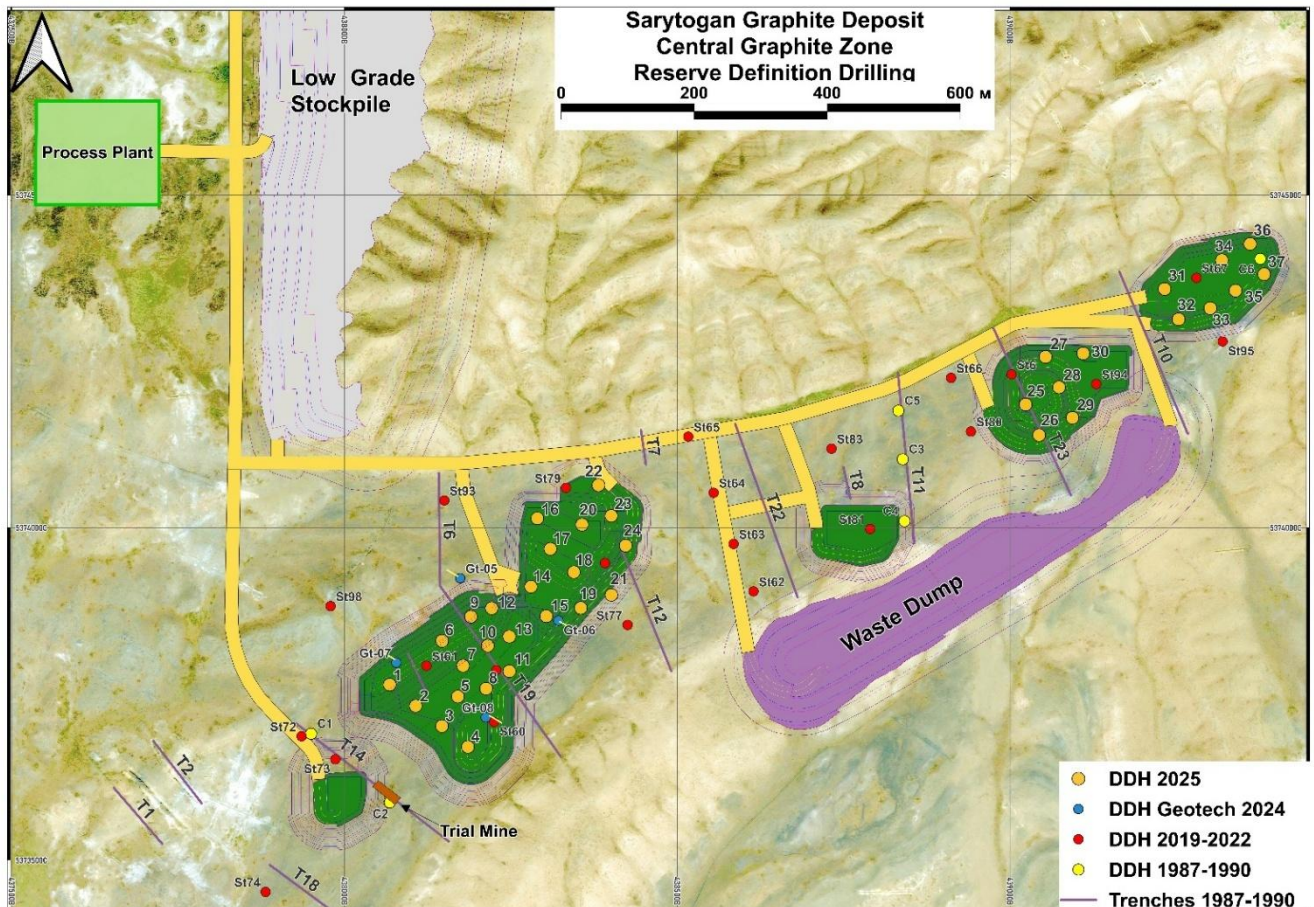 Sarytogan Graphite Deposit
Central Graphite Zone
Reserve Definition Drilling
0 200 400 600 м
Low Grade
Stockpile
Process Plant
36
34
C6
37
St67
31
35
32
33
St95
T10
27
30
St6
St94
28
St66
25
29
26
T23
St80
C5
T7
St65
St83
C3
T8
T11
St64
T22
C4
St81
St63
St62
Waste Dump
22
St79
St93
16
20
23
T6
17
24
18
Gt-05
14
21
St98
9
12
19
15
St77
T12
Gt-06
6
10
13
Gt-07
St61
7
11
1
5
8
T19
2
Gt-08
3
St60
4
C1
St72
T14
St73
T2
T1
C2
Trial Mine
St74
T18
DDH 2025
DDH Geotech 2024
DDH 2019-2022
DDH 1987-1990
Trenches 1987-1990